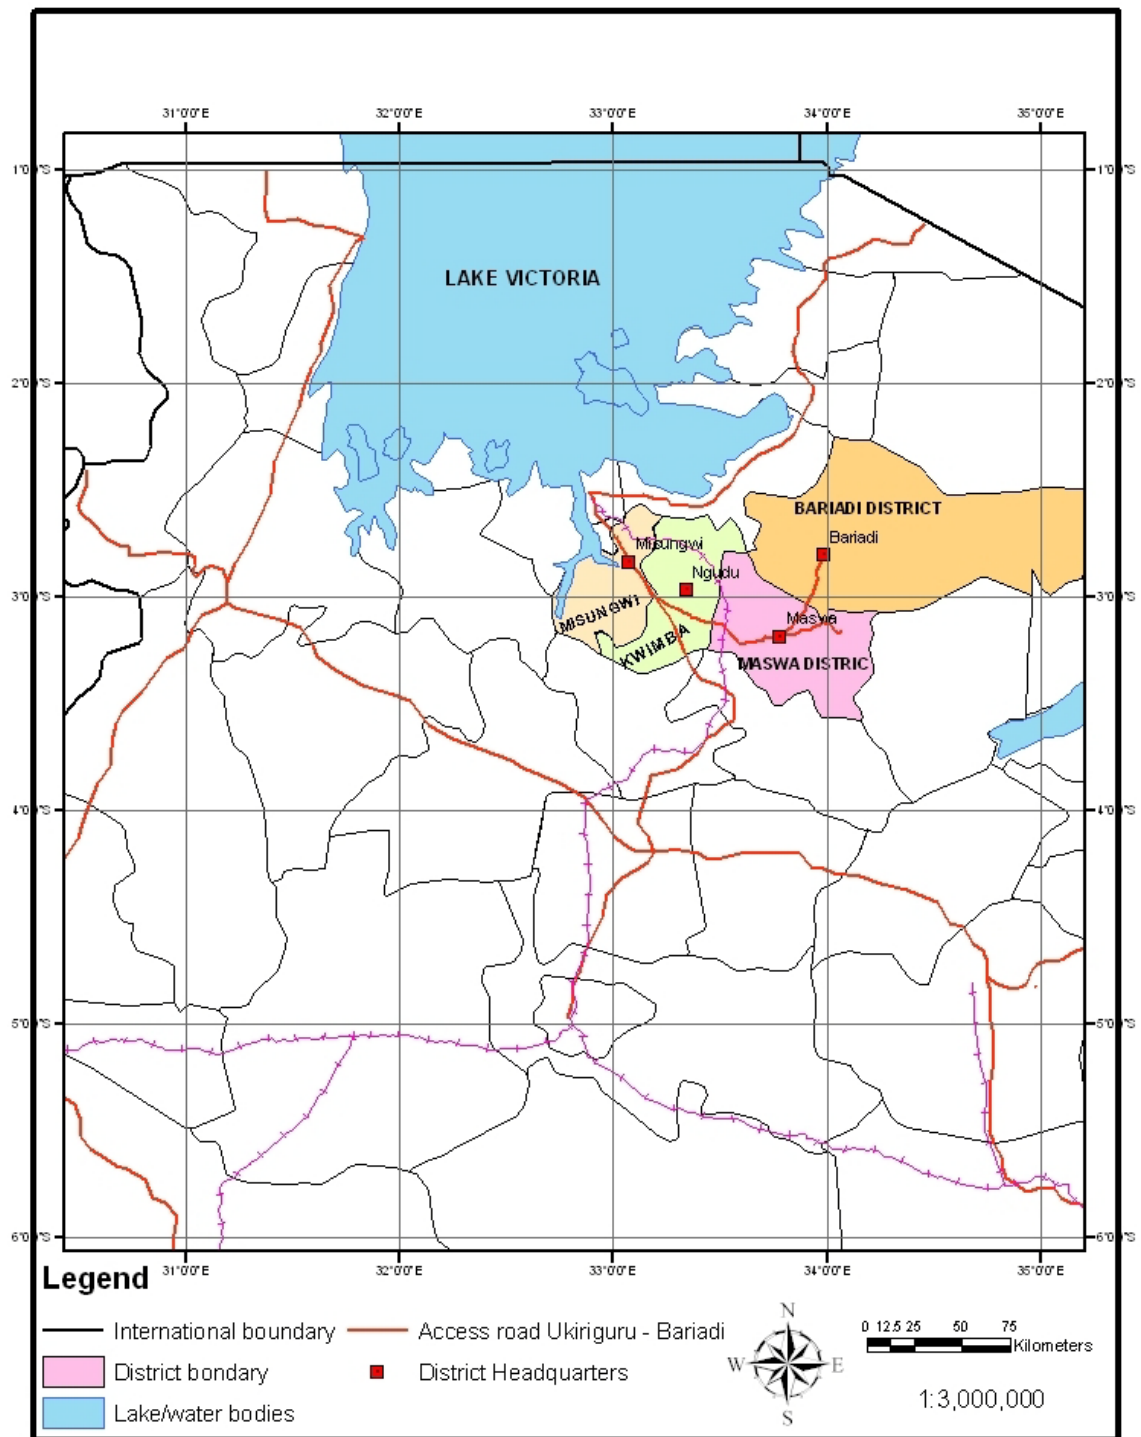 31°0'0"E 32°0'0"E 33°0'0"E 34°0'0"E 35°0'0"E
1°0'0"S 1°0'0"S
LAKE VICTORIA
2°0'0"S 2°0'0"S
BARIADI DISTRICT
Bariadi
Misungwi
Ngudu
3°0'0"S 3°0'0"S
MISUNGWI
Maswa
KWIMBA
MASWA DISTRIC
4°0'0"S 4°0'0"S
5°0'0"S 5°0'0"S
6°0'0"S 6°0'0"S
31°0'0"E 32°0'0"E 33°0'0"E 34°0'0"E 35°0'0"E
Legend
International boundary
Access road Ukiriguru - Bariadi
District bondary
District Headquarters
Lake/water bodies
N
W E
S
0 12.5 25 50 75
Kilometers
1:3,000,000